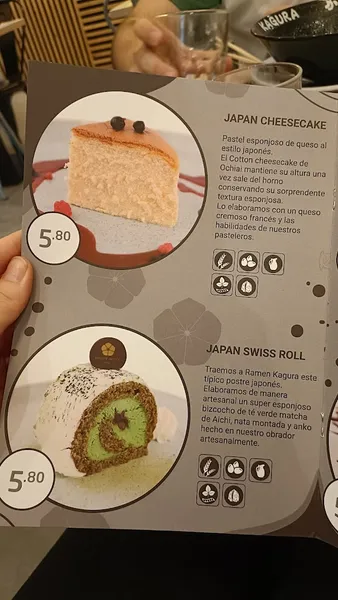 KAGURA
JAPAN CHEESECAKE
Pastel esponjoso de queso al
estilo japonés.
El Cotton cheesecake de
Ochiai mantiene su altura una
vez sale del horno
conservando su sorprendente
textura esponjosa.
Lo elaboramos con un queso
cremoso francés y las
habilidades de nuestros
pasteleros.
5.80
JAPAN SWISS ROLL
Traemos a Ramen Kagura este
típico postre japonés.
Elaboramos de manera
artesanal un super esponjoso
bizcocho de té verde matcha
de Aichi, nata montada y anko
hecho en nuestro obrador
artesanalmente.
5.80